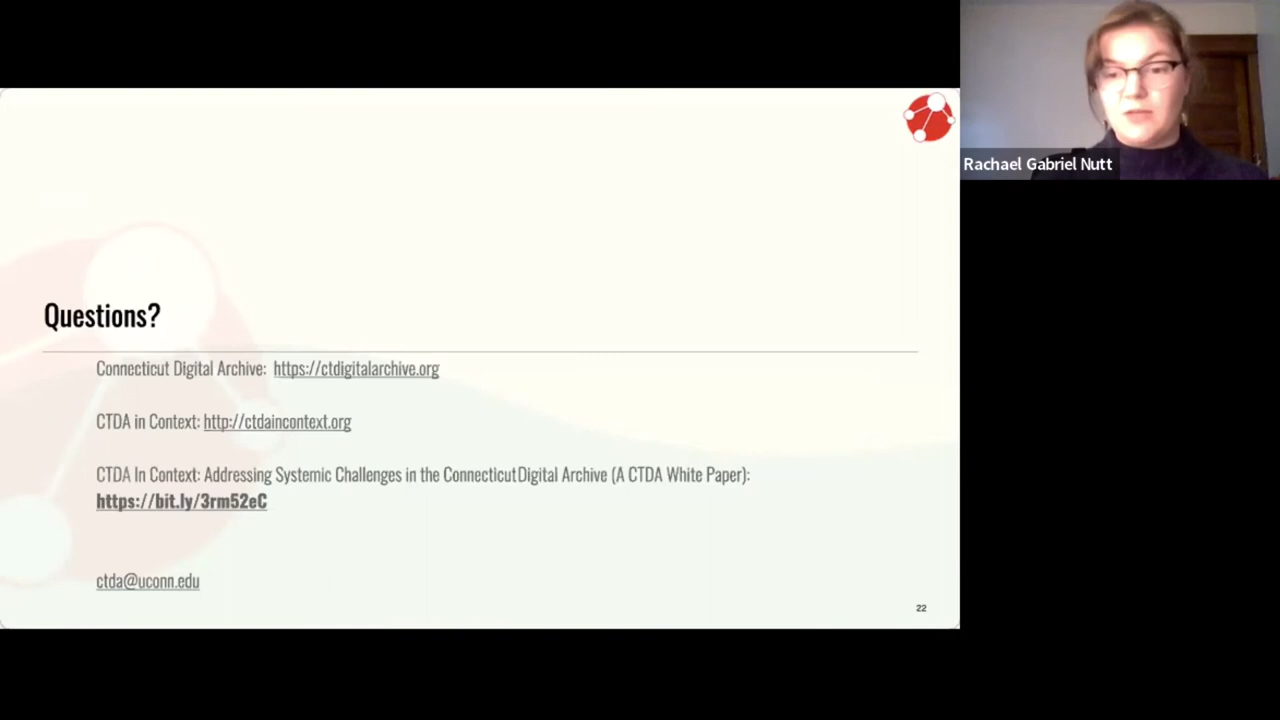 Rachael Gabriel Nutt
Questions?
Connecticut Digital Archive: https://ctdigitalarchive.org
CTDA in Context: http://ctdaincontext.org
CTDA In Context: Addressing Systemic Challenges in the Connecticut Digital Archive (A CTDA White Paper):
https://bit.ly/3rm52eC
ctda@uconn.edu
22